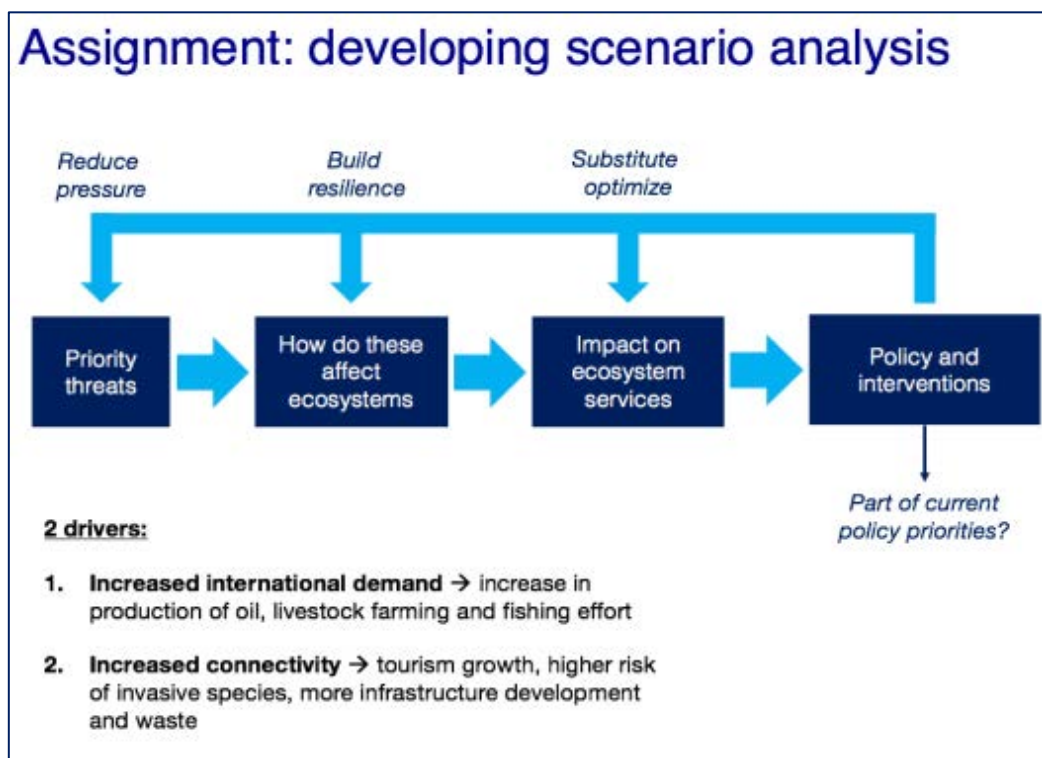 Assignment: developing scenario analysis
Reduce
pressure
Build
resilience
Substitute
optimize
Priority
threats
How do these
affect
ecosystems
Impact on
ecosystem
services
Policy and
interventions
Part of current
policy priorities?
2 drivers:
1. Increased international demand → increase in
production of oil, livestock farming and fishing effort
2. Increased connectivity → tourism growth, higher risk
of invasive species, more infrastructure development
and waste